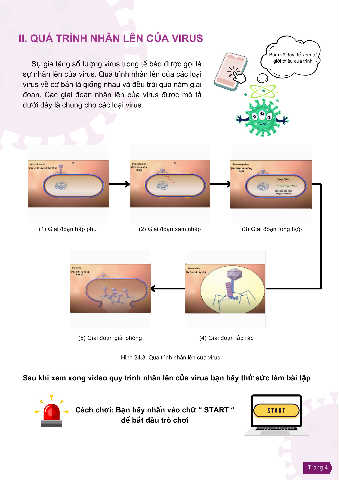 II. QUÁ TRÌNH NHÂN LÊN CỦA VIRUS
Sự gia tăng số lượng virus trong tế bào được gọi là
sự nhân lên của virus. Quá trình nhân lên của các loại
virus về cơ bản là giống nhau và đều trải qua năm giai
đoạn. Các giai đoạn nhân lên của virus được mô tả
dưới đây là chung cho các loại virus.
(1) Giai đoạn hấp phụ
(2) Giai đoạn xâm nhập
(3) Giai đoạn tổng hợp
(5) Giai đoạn giải phóng
(4) Giai đoạn lắp ráp
Quá trình nhân lên của virus
Sau khi xem xong video quy trình nhân lên của virus bạn hãy thử sức làm bài tập
Cách chơi: Bạn hãy nhấn vào chữ " START "
để bắt đầu trò chơi
START
Trang 4